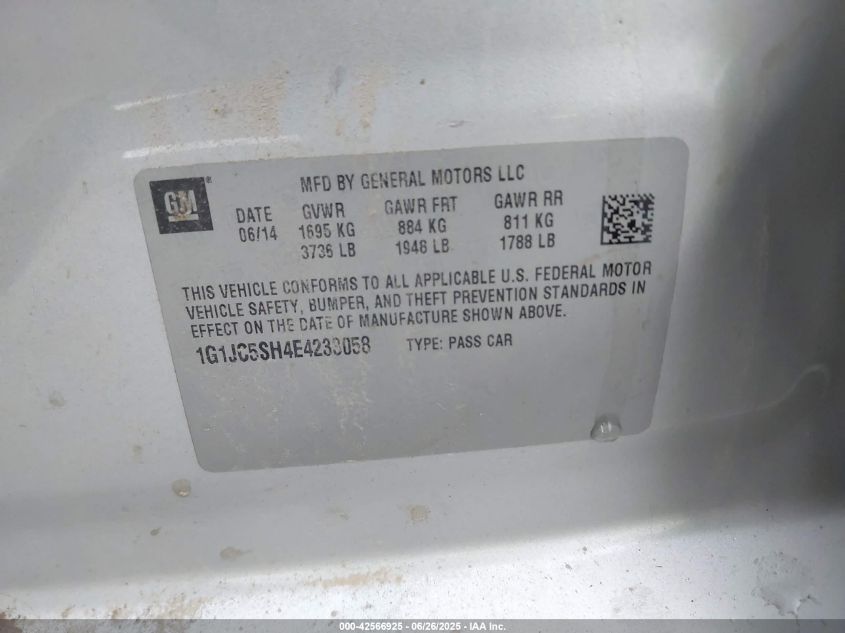 GM®
MFD BY GENERAL MOTORS LLC
DATE GVWR GAWR FRT GAWR RR
06/14 1695 KG 884 KG 811 KG
3736 LB 1948 LB 1788 LB
THIS VEHICLE CONFORMS TO ALL APPLICABLE U.S. FEDERAL MOTOR
VEHICLE SAFETY, BUMPER, AND THEFT PREVENTION STANDARDS IN
EFFECT ON THE DATE OF MANUFACTURE SHOWN ABOVE.
1G1JC5SH4E4233058 TYPE: PASS CAR
000-42566925 - 06/26/2025 - IAA Inc.